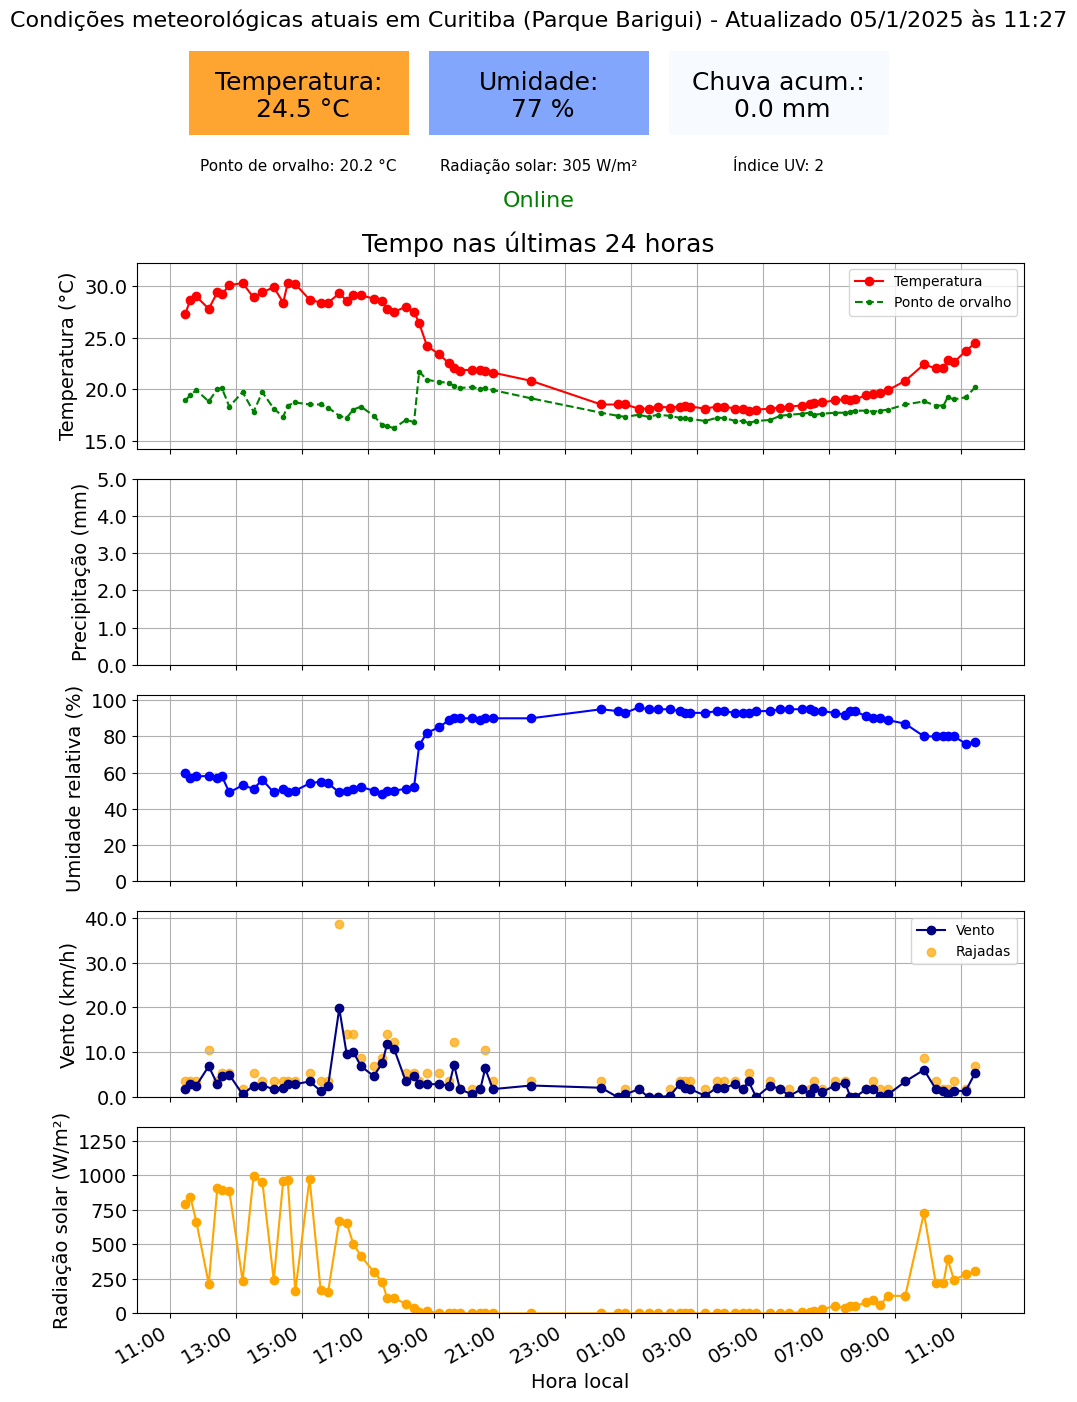 Condições meteorológicas atuais em Curitiba (Parque Barigui) - Atualizado 05/1/2025 às 11:27
Temperatura:
24.5 °C
Umidade:
77 %
Chuva acum.:
0.0 mm
Ponto de orvalho: 20.2 °C
Radiação solar: 305 W/m²
Índice UV: 2
Online
Tempo nas últimas 24 horas
Temperatura (°C)
30.0
25.0
20.0
15.0
Temperatura
Ponto de orvalho
Precipitação (mm)
5.0
4.0
3.0
2.0
1.0
0.0
Umidade relativa (%)
100
80
60
40
20
0
Vento (km/h)
40.0
30.0
20.0
10.0
0.0
Vento
Rajadas
Radiação solar (W/m²)
1250
1000
750
500
250
0
11:00
13:00
15:00
17:00
19:00
21:00
23:00
01:00
03:00
05:00
07:00
09:00
11:00
Hora local